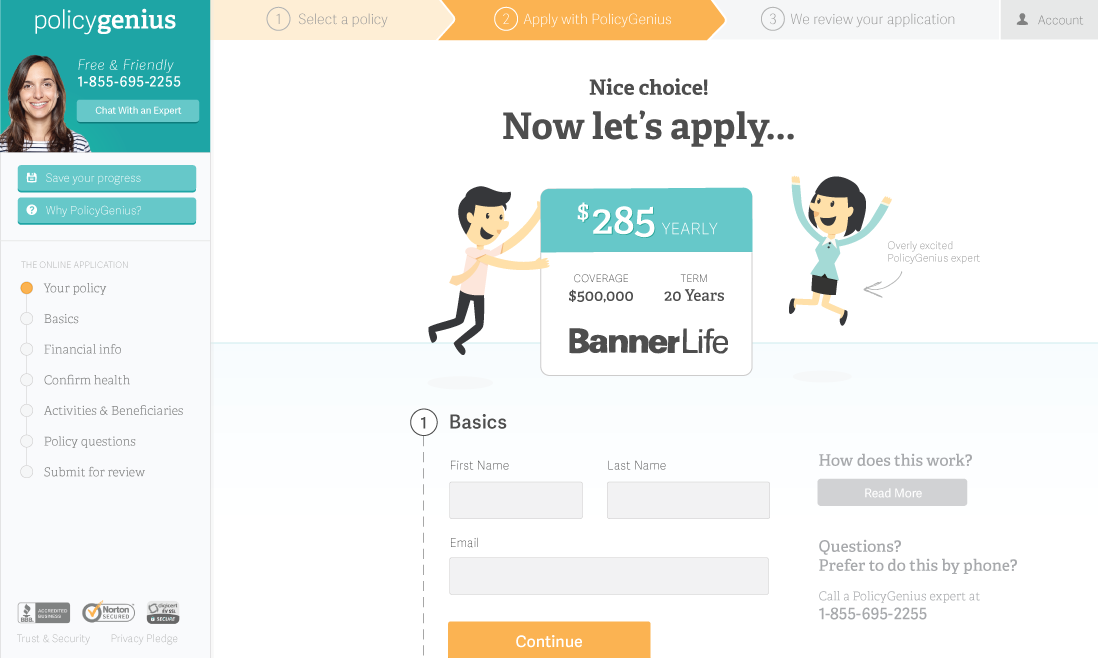 policygenius
Free & Friendly
1-855-695-2255
Chat With an Expert
Save your progress
? Why PolicyGenius?
THE ONLINE APPLICATION
Your policy
Basics
Financial info
Confirm health
Activities & Beneficiaries
Policy questions
Submit for review
BBB. ACCREDITED BUSINESS
Norton SECURED
digicert EV SSL SECURE
Trust & Security Privacy Pledge
1 Select a policy
2 Apply with PolicyGenius
3 We review your application
Account
Nice choice!
Now let's apply...
$285 YEARLY
COVERAGE TERM
$500,000 20 Years
BannerLife
Overly excited
PolicyGenius expert
1 Basics
First Name Last Name
Email
Continue
How does this work?
Read More
Questions?
Prefer to do this by phone?
Call a PolicyGenius expert at
1-855-695-2255